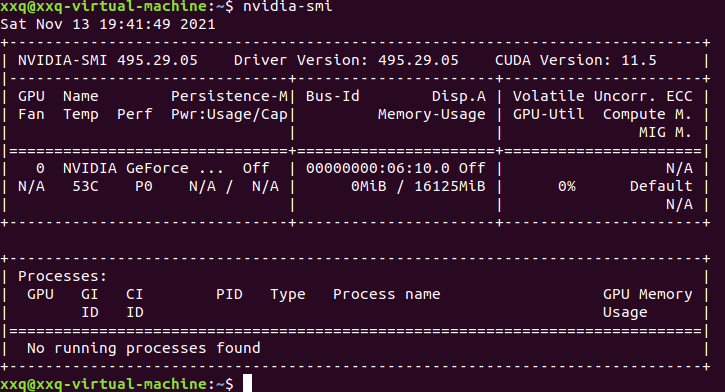 xxq@xxq-virtual-machine:~$ nvidia-smi
Sat Nov 13 19:41:49 2021
+-----------------------------------------------------------------------------+
| NVIDIA-SMI 495.29.05    Driver Version: 495.29.05    CUDA Version: 11.5     |
|-------------------------------+----------------------+----------------------+
| GPU  Name        Persistence-M| Bus-Id        Disp.A | Volatile Uncorr. ECC |
| Fan  Temp  Perf  Pwr:Usage/Cap|         Memory-Usage | GPU-Util  Compute M. |
|                               |                      |               MIG M. |
|===============================+======================+======================|
|   0  NVIDIA GeForce ...  Off  | 00000000:06:10.0 Off |                  N/A |
| N/A   53C    P0    N/A /  N/A |      0MiB / 16125MiB |      0%      Default |
|                               |                      |                  N/A |
+-------------------------------+----------------------+----------------------+

+-----------------------------------------------------------------------------+
| Processes:                                                                  |
|  GPU   GI   CI        PID   Type   Process name                  GPU Memory |
|        ID   ID                                                   Usage      |
|=============================================================================|
|  No running processes found                                                 |
+-----------------------------------------------------------------------------+
xxq@xxq-virtual-machine:~$